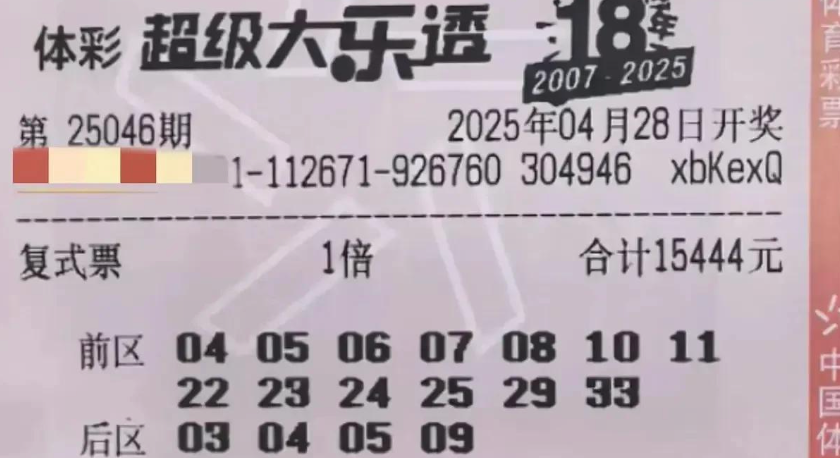 体彩 超级大乐透 18年
2007-2025
第 25046期 2025年04月28日开奖
1-112671-926760 304946 xbKexQ
复式票 1倍 合计15444元
前区 04 05 06 07 08 10 11
22 23 24 25 29 33
后区 03 04 05 09
体育彩票
中国体